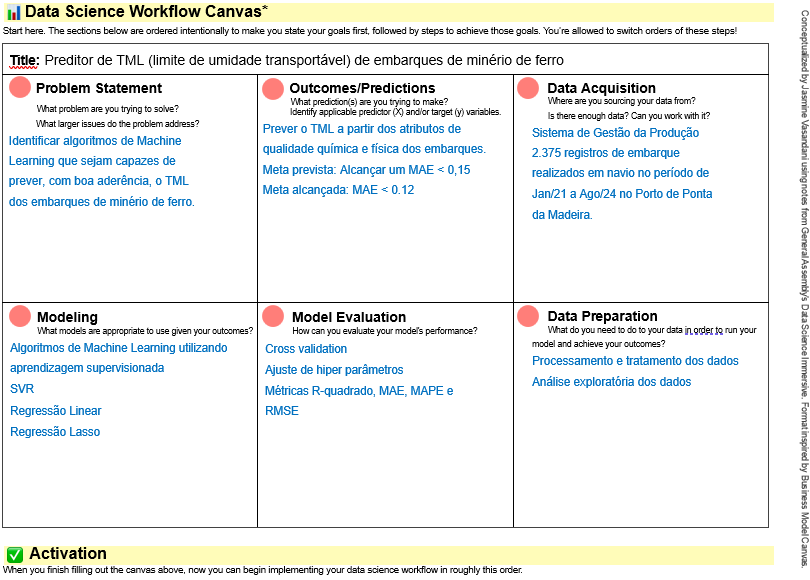 Data Science Workflow Canvas*
Start here. The sections below are ordered intentionally to make you state your goals first, followed by steps to achieve those goals. You're allowed to switch orders of these steps!
Title: Preditor de TML (limite de umidade transportável) de embarques de minério de ferro
Problem Statement
What problem are you trying to solve?
What larger issues do the problem address?
Identificar algoritmos de Machine
Learning que sejam capazes de
prever, com boa aderência, o TML
dos embarques de minério de ferro.
Outcomes/Predictions
What prediction(s) are you trying to make?
Identify applicable predictor (X) and/or target (y) variables.
Prever o TML a partir dos atributos de
qualidade química e física dos embarques.
Meta prevista: Alcançar um MAE < 0,15
Meta alcançada: MAE < 0.12
Data Acquisition
Where are you sourcing your data from?
Is there enough data? Can you work with it?
Sistema de Gestão da Produção
2.375 registros de embarque
realizados em navio no período de
Jan/21 a Ago/24 no Porto de Ponta
da Madeira.
Modeling
What models are appropriate to use given your outcomes?
Algoritmos de Machine Learning utilizando
aprendizagem supervisionada
SVR
Regressão Linear
Regressão Lasso
Model Evaluation
How can you evaluate your model's performance?
Cross validation
Ajuste de hiper parâmetros
Métricas R-quadrado, MAE, MAPE e
RMSE
Data Preparation
What do you need to do to your data in order to run your
model and achieve your outcomes?
Processamento e tratamento dos dados
Análise exploratória dos dados
Activation
When you finish filling out the canvas above, now you can begin implementing your data science workflow in roughly this order.
Conceptualized by Jasmine Vasandani using notes from General Assembly's Data Science Immersive. Format inspired by Business Model Canvas.